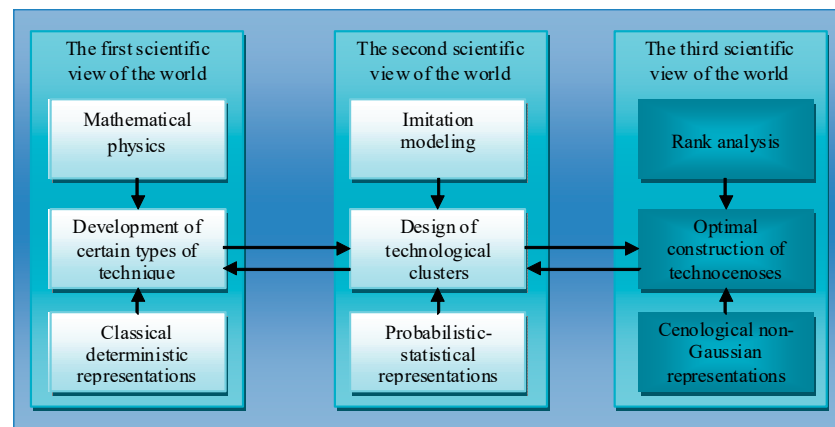 The first scientific
view of the world
Mathematical
physics
Development of
certain types of
technique
Classical
deterministic
representations
The second scientific
view of the world
Imitation
modeling
Design of
technological
clusters
Probabilistic-
statistical
representations
The third scientific
view of the world
Rank analysis
Optimal
construction of
technocenoses
Cenological non-
Gaussian
representations